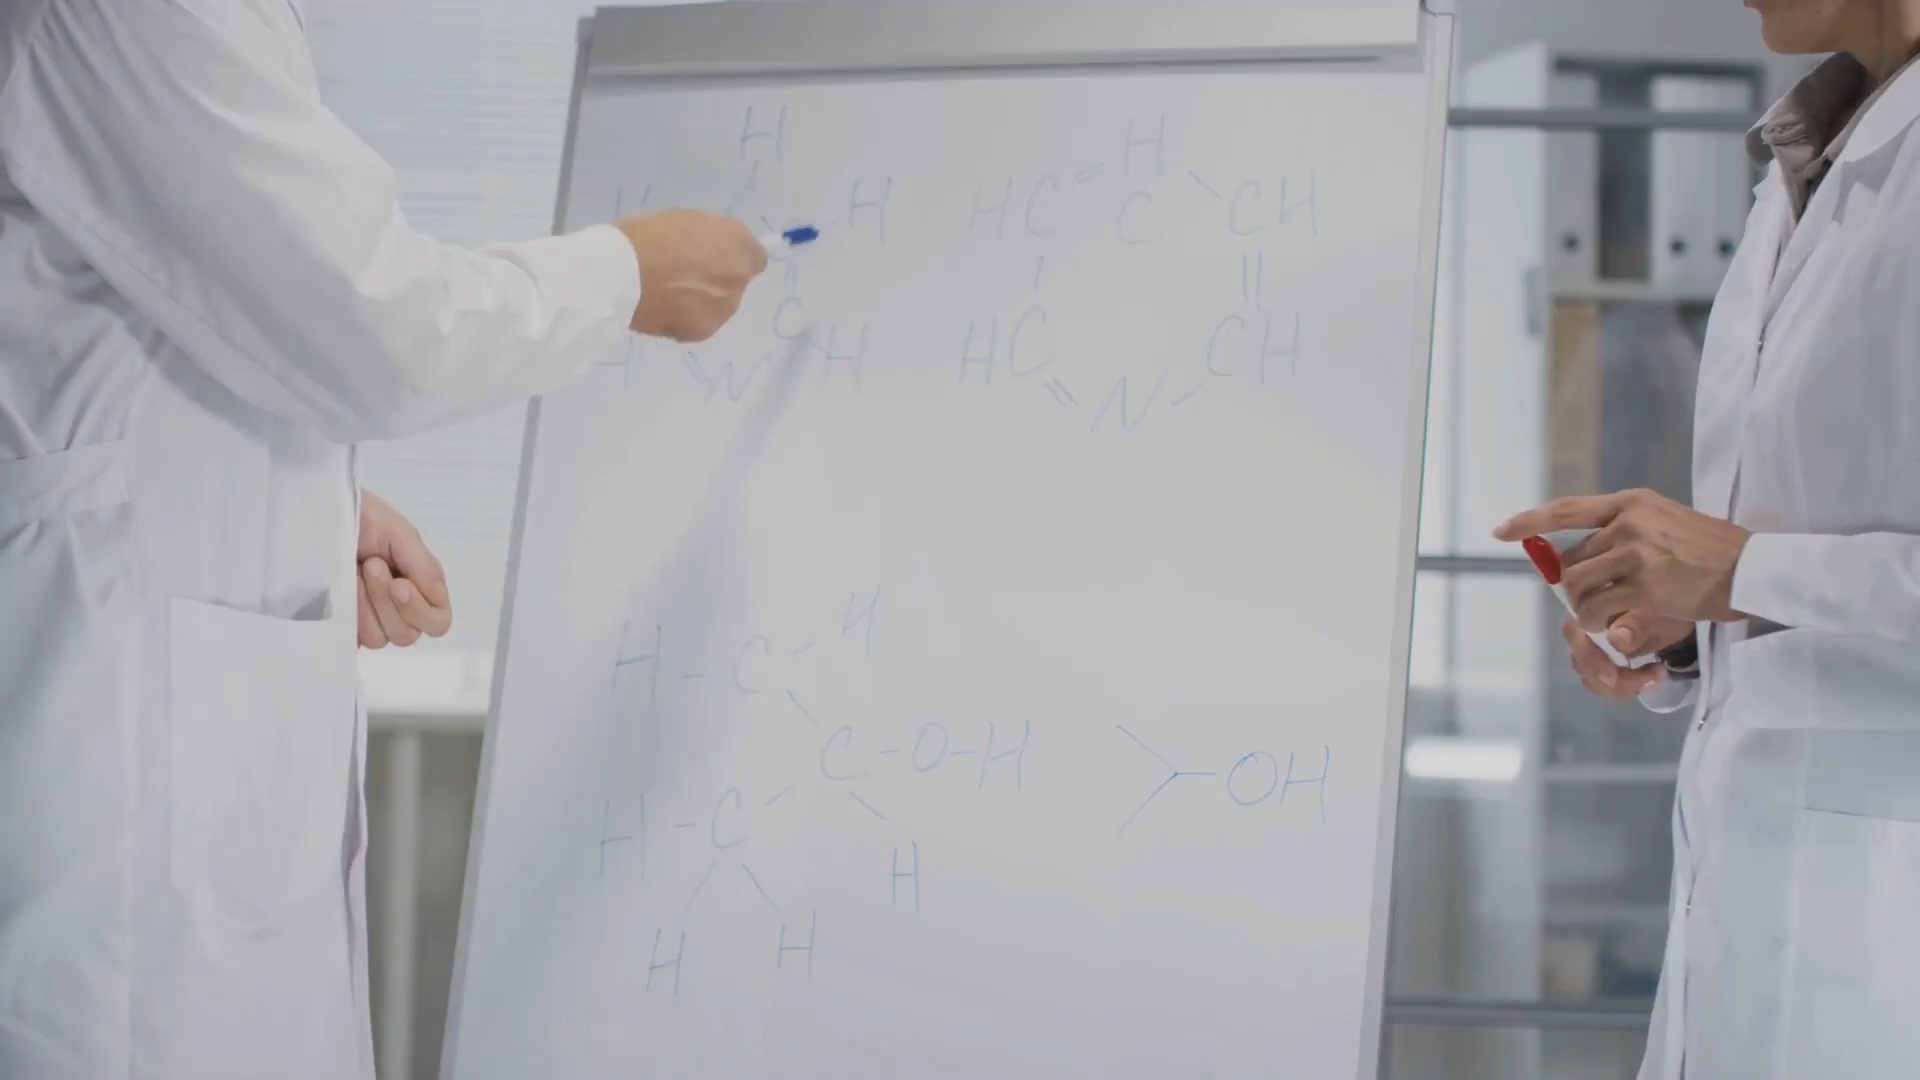 H H
H C H HC = C CH
C HC CH
H N H N
H
H - C
C - O - H OH
H - C
H
H H